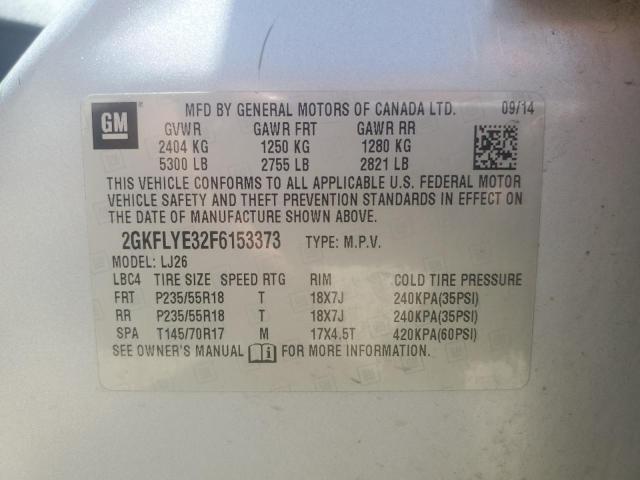 GM
MFD BY GENERAL MOTORS OF CANADA LTD. 09/14
GVWR GAWR FRT GAWR RR
2404 KG 1250 KG 1280 KG
5300 LB 2755 LB 2821 LB
THIS VEHICLE CONFORMS TO ALL APPLICABLE U.S. FEDERAL MOTOR
VEHICLE SAFETY AND THEFT PREVENTION STANDARDS IN EFFECT ON
THE DATE OF MANUFACTURE SHOWN ABOVE.
2GKFLYE32F6153373 TYPE: M.P.V.
MODEL: LJ26
LBC4 TIRE SIZE SPEED RTG RIM COLD TIRE PRESSURE
FRT P235/55R18 T 18X7J 240KPA(35PSI)
RR P235/55R18 T 18X7J 240KPA(35PSI)
SPA T145/70R17 M 17X4.5T 420KPA(60PSI)
SEE OWNER'S MANUAL FOR MORE INFORMATION.